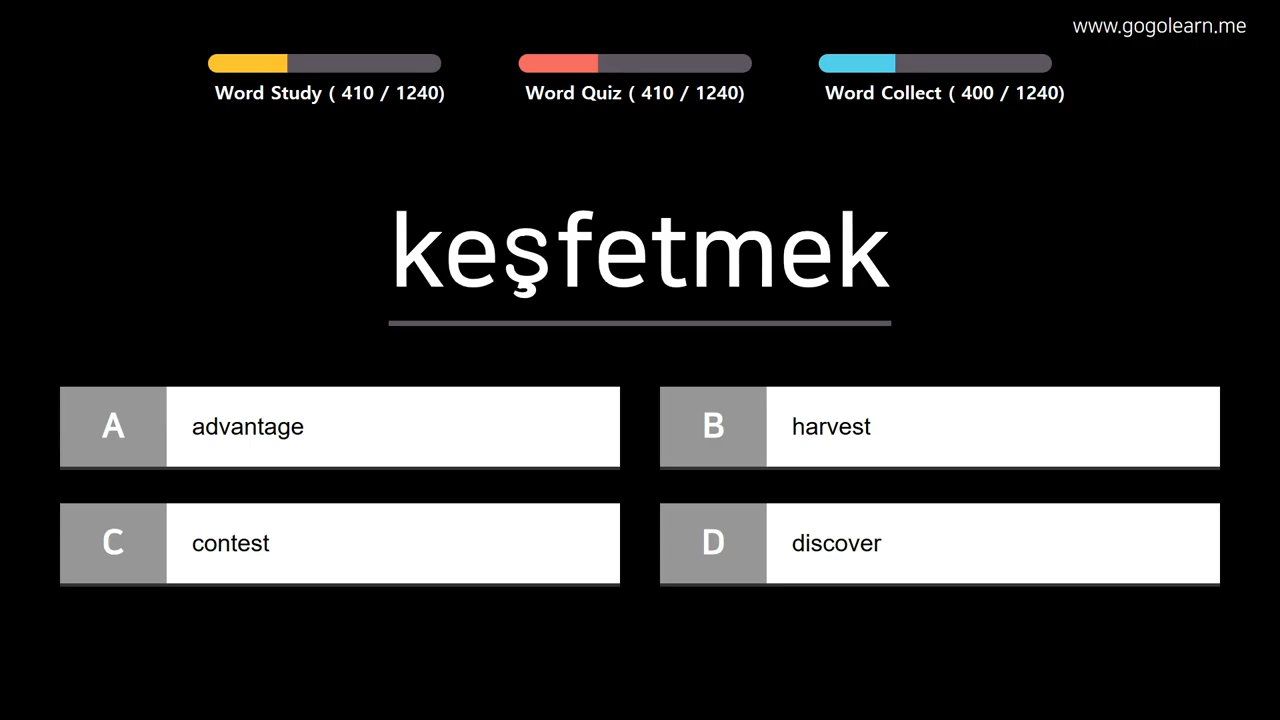 www.gogolearn.me
Word Study ( 410 / 1240)
Word Quiz ( 410 / 1240)
Word Collect ( 400 / 1240)
keşfetmek
A advantage
B harvest
C contest
D discover